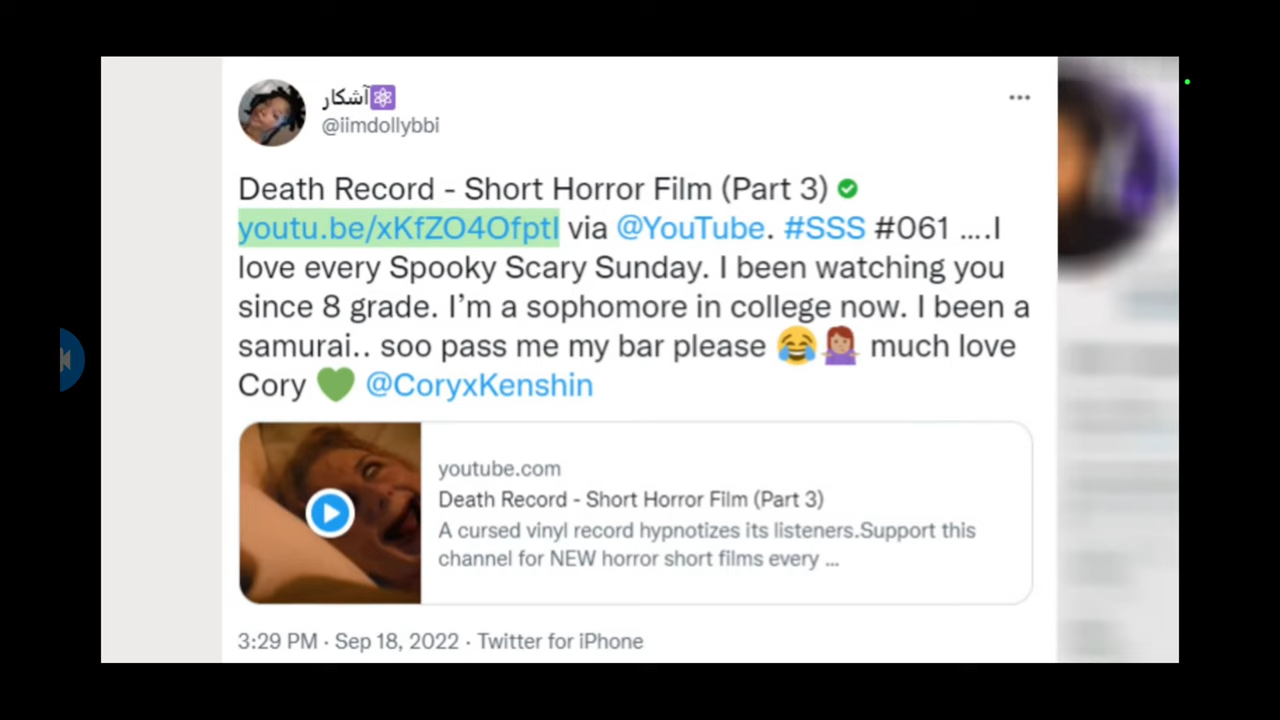 آشکار⚛️
@iimdollybbi
Death Record - Short Horror Film (Part 3)
youtu.be/xKfZO4OfptI via @YouTube. #SSS #061 ....I
love every Spooky Scary Sunday. I been watching you
since 8 grade. I’m a sophomore in college now. I been a
samurai.. soo pass me my bar please 😂🤷🏽‍♀️ much love
Cory 💚 @CoryxKenshin
youtube.com
Death Record - Short Horror Film (Part 3)
A cursed vinyl record hypnotizes its listeners.Support this
channel for NEW horror short films every ...
3:29 PM · Sep 18, 2022 · Twitter for iPhone